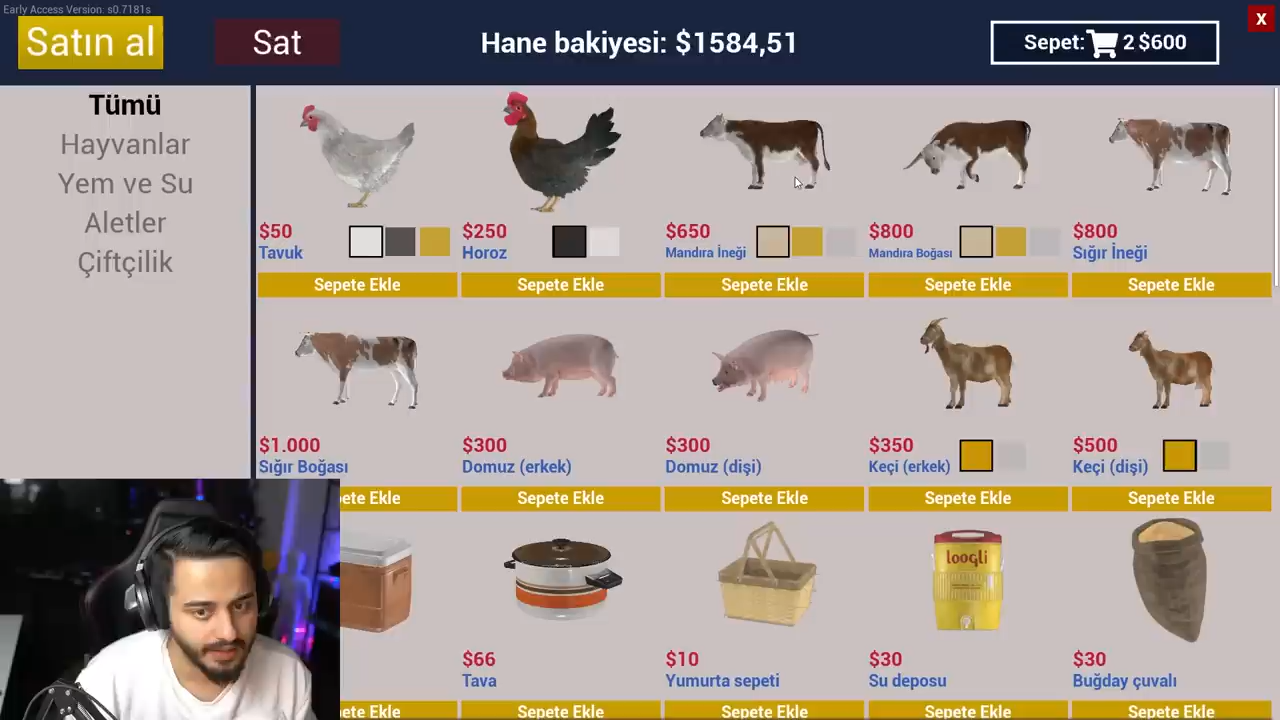 Early Access Version: s0.7181s
Satın al
Sat
Hane bakiyesi: $1584,51
Sepet: 2 $600
X
Tümü
Hayvanlar
Yem ve Su
Aletler
Çiftçilik
$50
Tavuk
Sepete Ekle
$250
Horoz
Sepete Ekle
$650
Mandıra İneği
Sepete Ekle
$800
Mandıra Boğası
Sepete Ekle
$800
Sığır İneği
Sepete Ekle
$1.000
Sığır Boğası
ete Ekle
$300
Domuz (erkek)
Sepete Ekle
$300
Domuz (dişi)
Sepete Ekle
$350
Keçi (erkek)
Sepete Ekle
$500
Keçi (dişi)
Sepete Ekle
ete Ekle
$66
Tava
Sepete Ekle
$10
Yumurta sepeti
Sepete Ekle
loogli
$30
Su deposu
Sepete Ekle
$30
Buğday çuvalı
Sepete Ekle